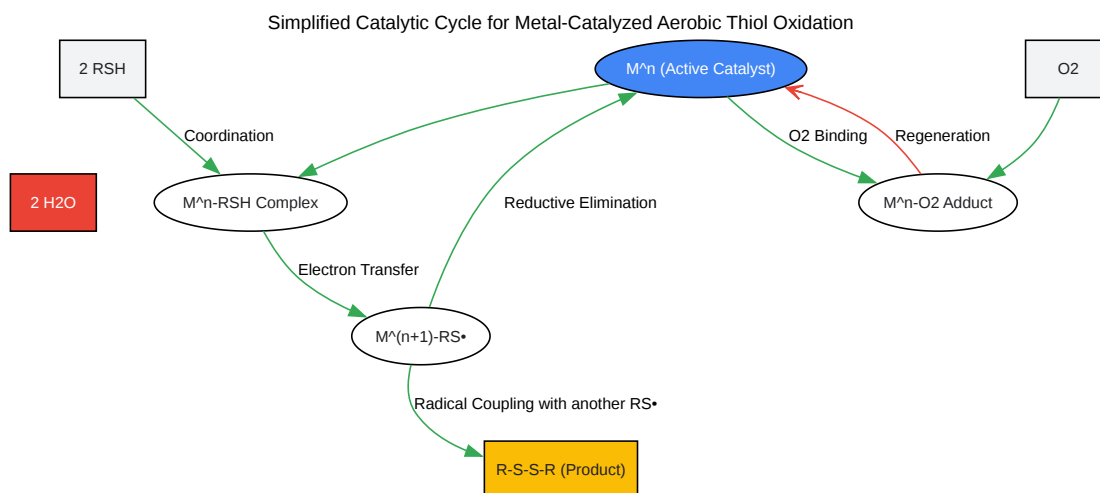 Simplified Catalytic Cycle for Metal-Catalyzed Aerobic Thiol Oxidation
2 RSH
M^n (Active Catalyst)
O2
Coordination
O2 Binding
Regeneration
2 H2O
M^n-RSH Complex
Reductive Elimination
M^n-O2 Adduct
Electron Transfer
M^(n+1)-RS•
Radical Coupling with another RS•
R-S-S-R (Product)